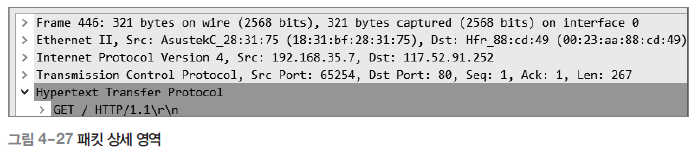 > Frame 446: 321 bytes on wire (2568 bits), 321 bytes captured (2568 bits) on interface 0
> Ethernet II, Src: AsustekC_28:31:75 (18:31:bf:28:31:75), Dst: Hfr_88:cd:49 (00:23:aa:88:cd:49)
> Internet Protocol Version 4, Src: 192.168.35.7, Dst: 117.52.91.252
> Transmission Control Protocol, Src Port: 65254, Dst Port: 80, Seq: 1, Ack: 1, Len: 267
Hypertext Transfer Protocol
> GET / HTTP/1.1\r\n
그림 4-27 패킷 상세 영역